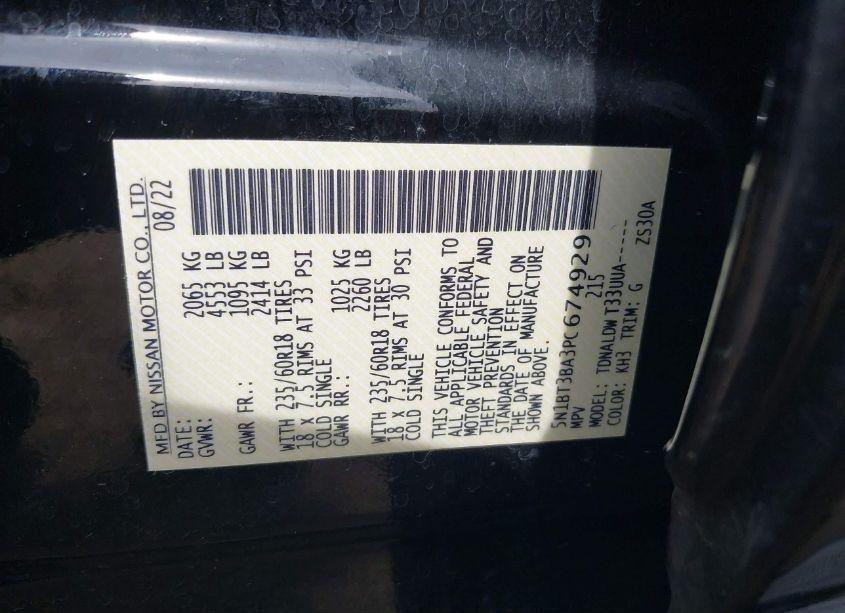 MFD BY NISSAN MOTOR CO., LTD.
DATE: 08/22
GVWR: 2065 KG
4553 LB
GAWR FR.: 1095 KG
2414 LB
WITH 235/60R18 TIRES
18 X 7.5 RIMS AT 33 PSI
COLD SINGLE
GAWR RR.: 1025 KG
2260 LB
WITH 235/60R18 TIRES
18 X 7.5 RIMS AT 30 PSI
COLD SINGLE
THIS VEHICLE CONFORMS TO
ALL APPLICABLE FEDERAL
MOTOR VEHICLE SAFETY AND
THEFT PREVENTION
STANDARDS IN EFFECT ON
THE DATE OF MANUFACTURE
SHOWN ABOVE.
5N1BT3BA3PC674929
MPV 215
MODEL: TDNALDW T33UUA-----
COLOR: KH3 TRIM: G ZS30A